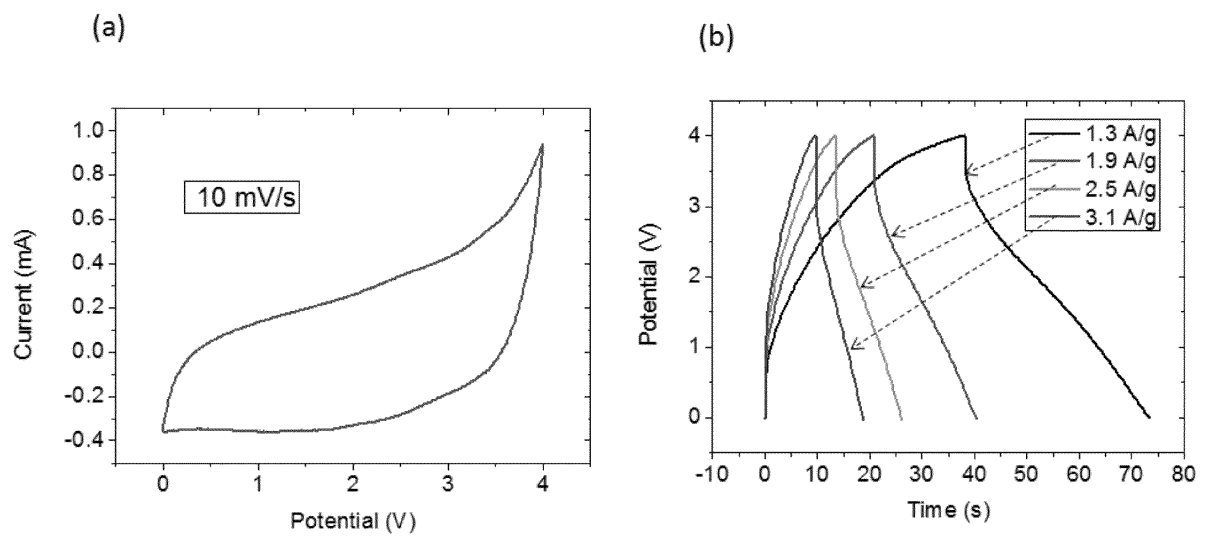 (a)
(b)
1.0
0.8
0.6
0.4
0.2
0.0
-0.2
-0.4
Current (mA)
10 mV/s
0
1
2
3
4
Potential (V)
4
3
2
1
0
Potential (V)
1.3 A/g
1.9 A/g
2.5 A/g
3.1 A/g
-10
0
10
20
30
40
50
60
70
80
Time (s)